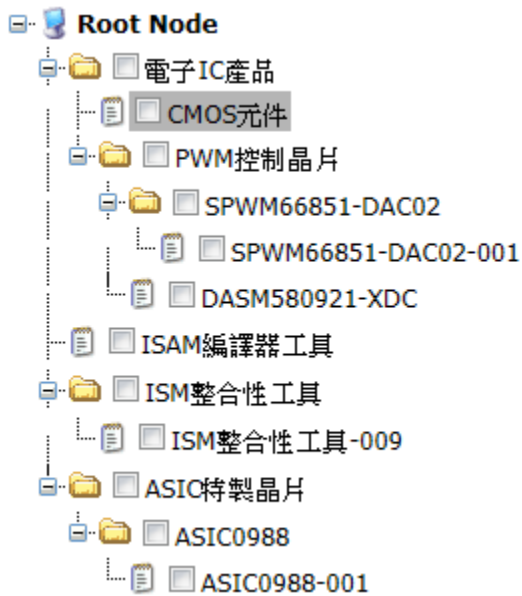 Root Node
電子IC產品
CMOS元件
PWM控制晶片
SPWM66851-DAC02
SPWM66851-DAC02-001
DASM580921-XDC
ISAM編譯器工具
ISM整合性工具
ISM整合性工具-009
ASIC特製晶片
ASIC0988
ASIC0988-001